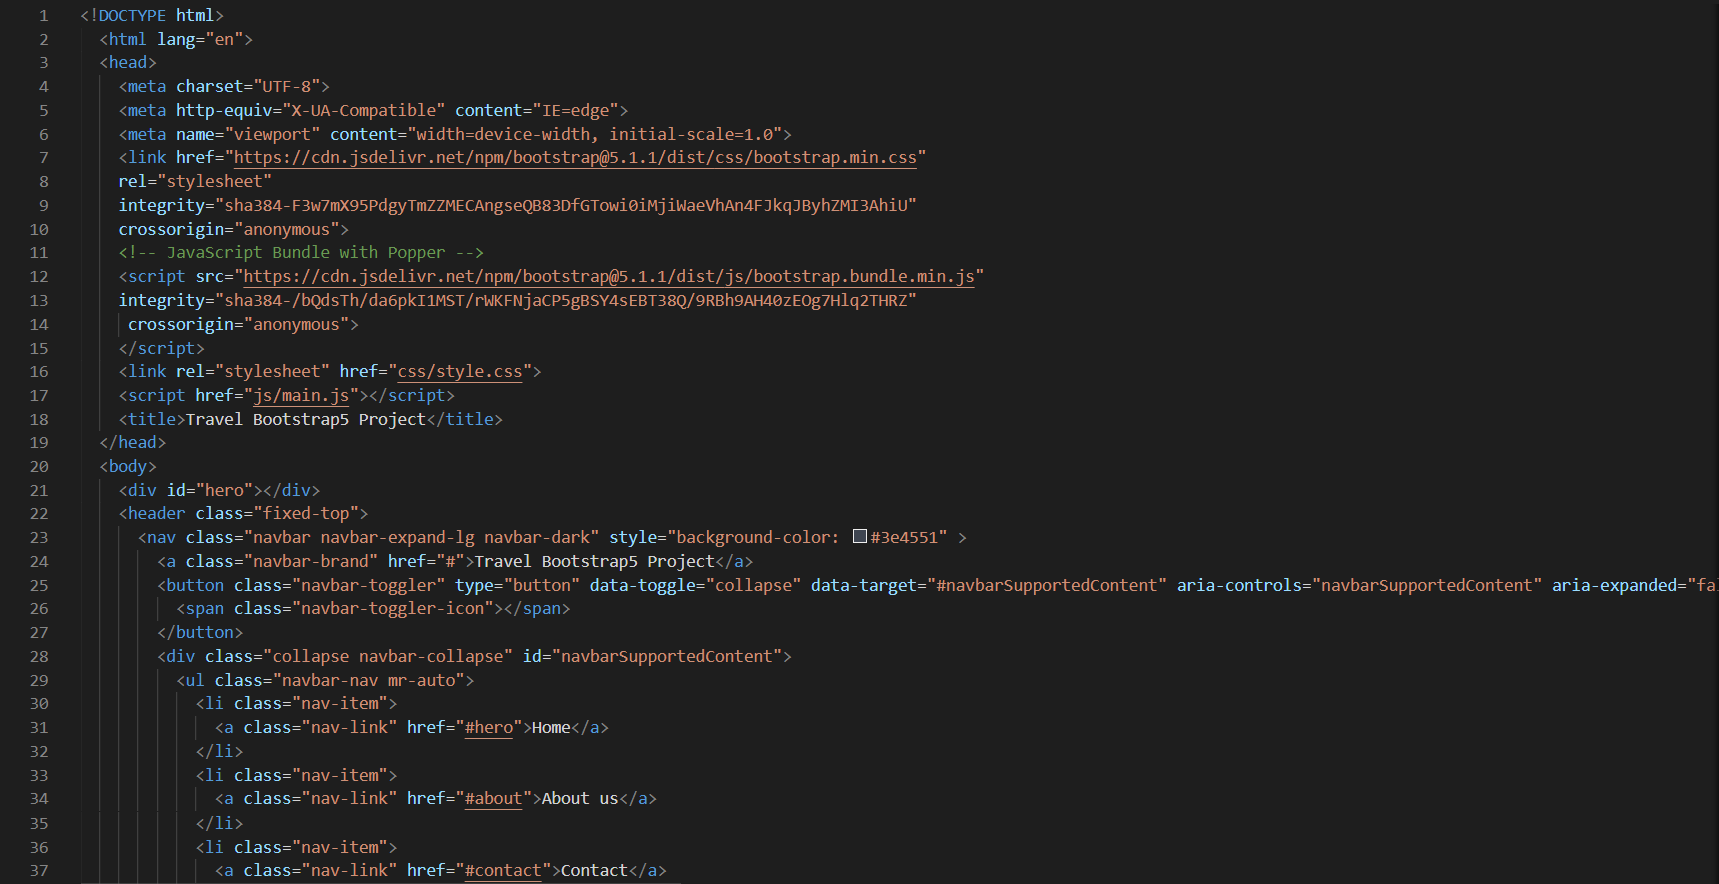 1 <!DOCTYPE html>
2 <html lang="en">
3 <head>
4 <meta charset="UTF-8">
5 <meta http-equiv="X-UA-Compatible" content="IE=edge">
6 <meta name="viewport" content="width=device-width, initial-scale=1.0">
7 <link href="https://cdn.jsdelivr.net/npm/bootstrap@5.1.1/dist/css/bootstrap.min.css"
8 rel="stylesheet"
9 integrity="sha384-F3w7mX95PdgyTmZZMECAngseQB83DfGTowi0iMjiWaeVhAn4FJkqJByhZMI3AhiU"
10 crossorigin="anonymous">
11 <!-- JavaScript Bundle with Popper -->
12 <script src="https://cdn.jsdelivr.net/npm/bootstrap@5.1.1/dist/js/bootstrap.bundle.min.js"
13 integrity="sha384-/bQdsTh/da6pkI1MST/rWKFNjaCP5gBSY4sEBT38Q/9RBh9AH40zEOg7Hlq2THRZ"
14 crossorigin="anonymous">
15 </script>
16 <link rel="stylesheet" href="css/style.css">
17 <script href="js/main.js"></script>
18 <title>Travel Bootstrap5 Project</title>
19 </head>
20 <body>
21 <div id="hero"></div>
22 <header class="fixed-top">
23 <nav class="navbar navbar-expand-lg navbar-dark" style="background-color: #3e4551" >
24 <a class="navbar-brand" href="#">Travel Bootstrap5 Project</a>
25 <button class="navbar-toggler" type="button" data-toggle="collapse" data-target="#navbarSupportedContent" aria-controls="navbarSupportedContent" aria-expanded="fal
26 <span class="navbar-toggler-icon"></span>
27 </button>
28 <div class="collapse navbar-collapse" id="navbarSupportedContent">
29 <ul class="navbar-nav mr-auto">
30 <li class="nav-item">
31 <a class="nav-link" href="#hero">Home</a>
32 </li>
33 <li class="nav-item">
34 <a class="nav-link" href="#about">About us</a>
35 </li>
36 <li class="nav-item">
37 <a class="nav-link" href="#contact">Contact</a>